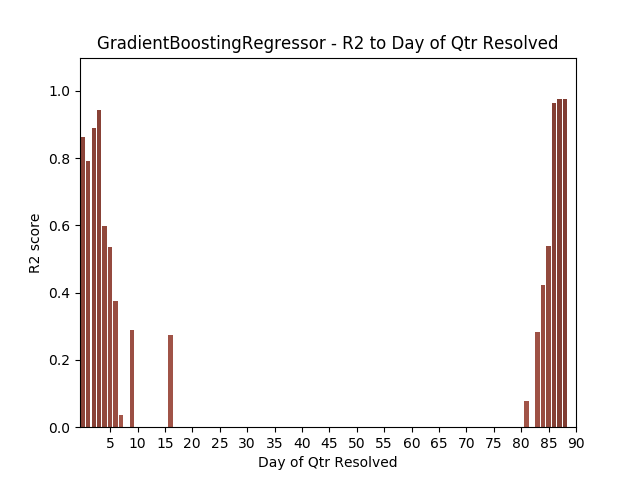 GradientBoostingRegressor - R2 to Day of Qtr Resolved
1.0
0.8
0.6
0.4
0.2
0.0
R2 score
5 10 15 20 25 30 35 40 45 50 55 60 65 70 75 80 85 90
Day of Qtr Resolved